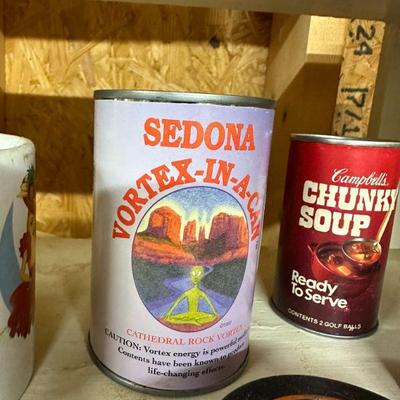 SEDONA
VORTEX-IN-A-CAN
CATHEDRAL ROCK VORTEX
CAUTION: Vortex energy is powerful
Contents have been known to
life-changing effects.
Campbell's
CHUNKY
SOUP
Ready
To Serve
CONTENTS 2 GOLF BALLS
24